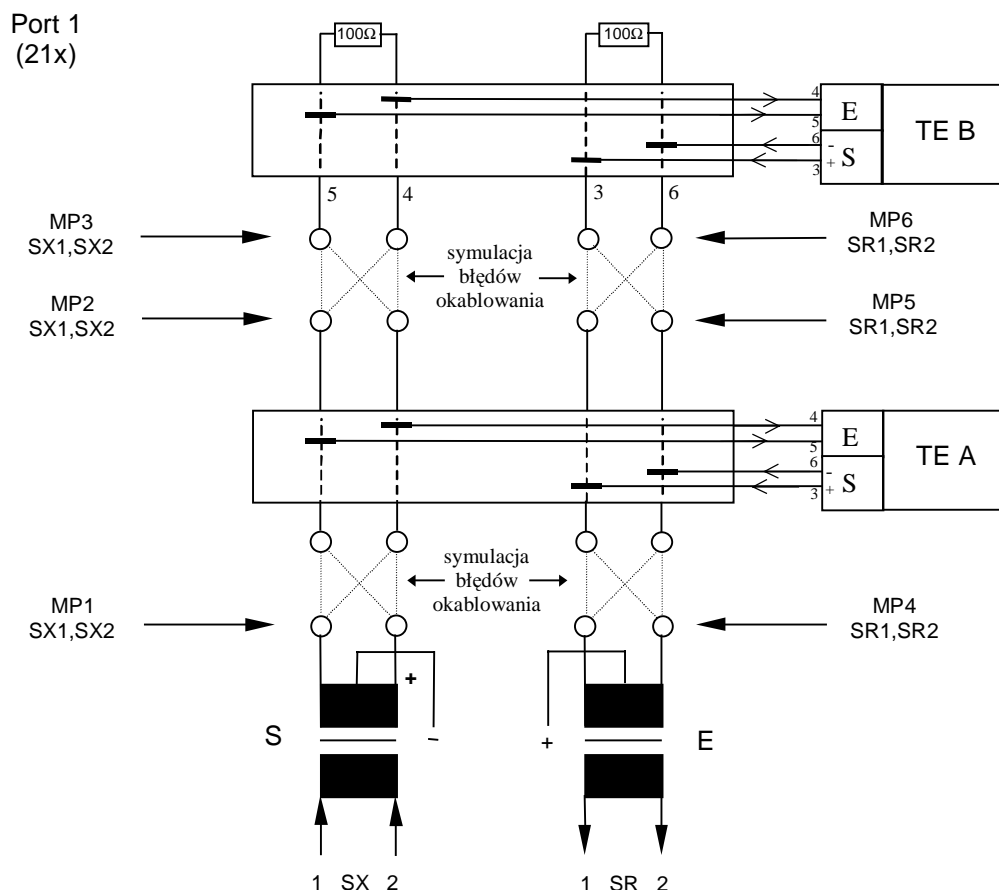 Port 1
(21x)
100Ω
100Ω
4
5
6
3
E
- S
+
TE B
5
4
3
6
MP3
SX1,SX2
MP6
SR1,SR2
symulacja
błędów
okablowania
MP2
SX1,SX2
MP5
SR1,SR2
4
5
6
3
E
- S
+
TE A
symulacja
błędów
okablowania
MP1
SX1,SX2
MP4
SR1,SR2
+
S
–
+
E
1 SX 2
1 SR 2